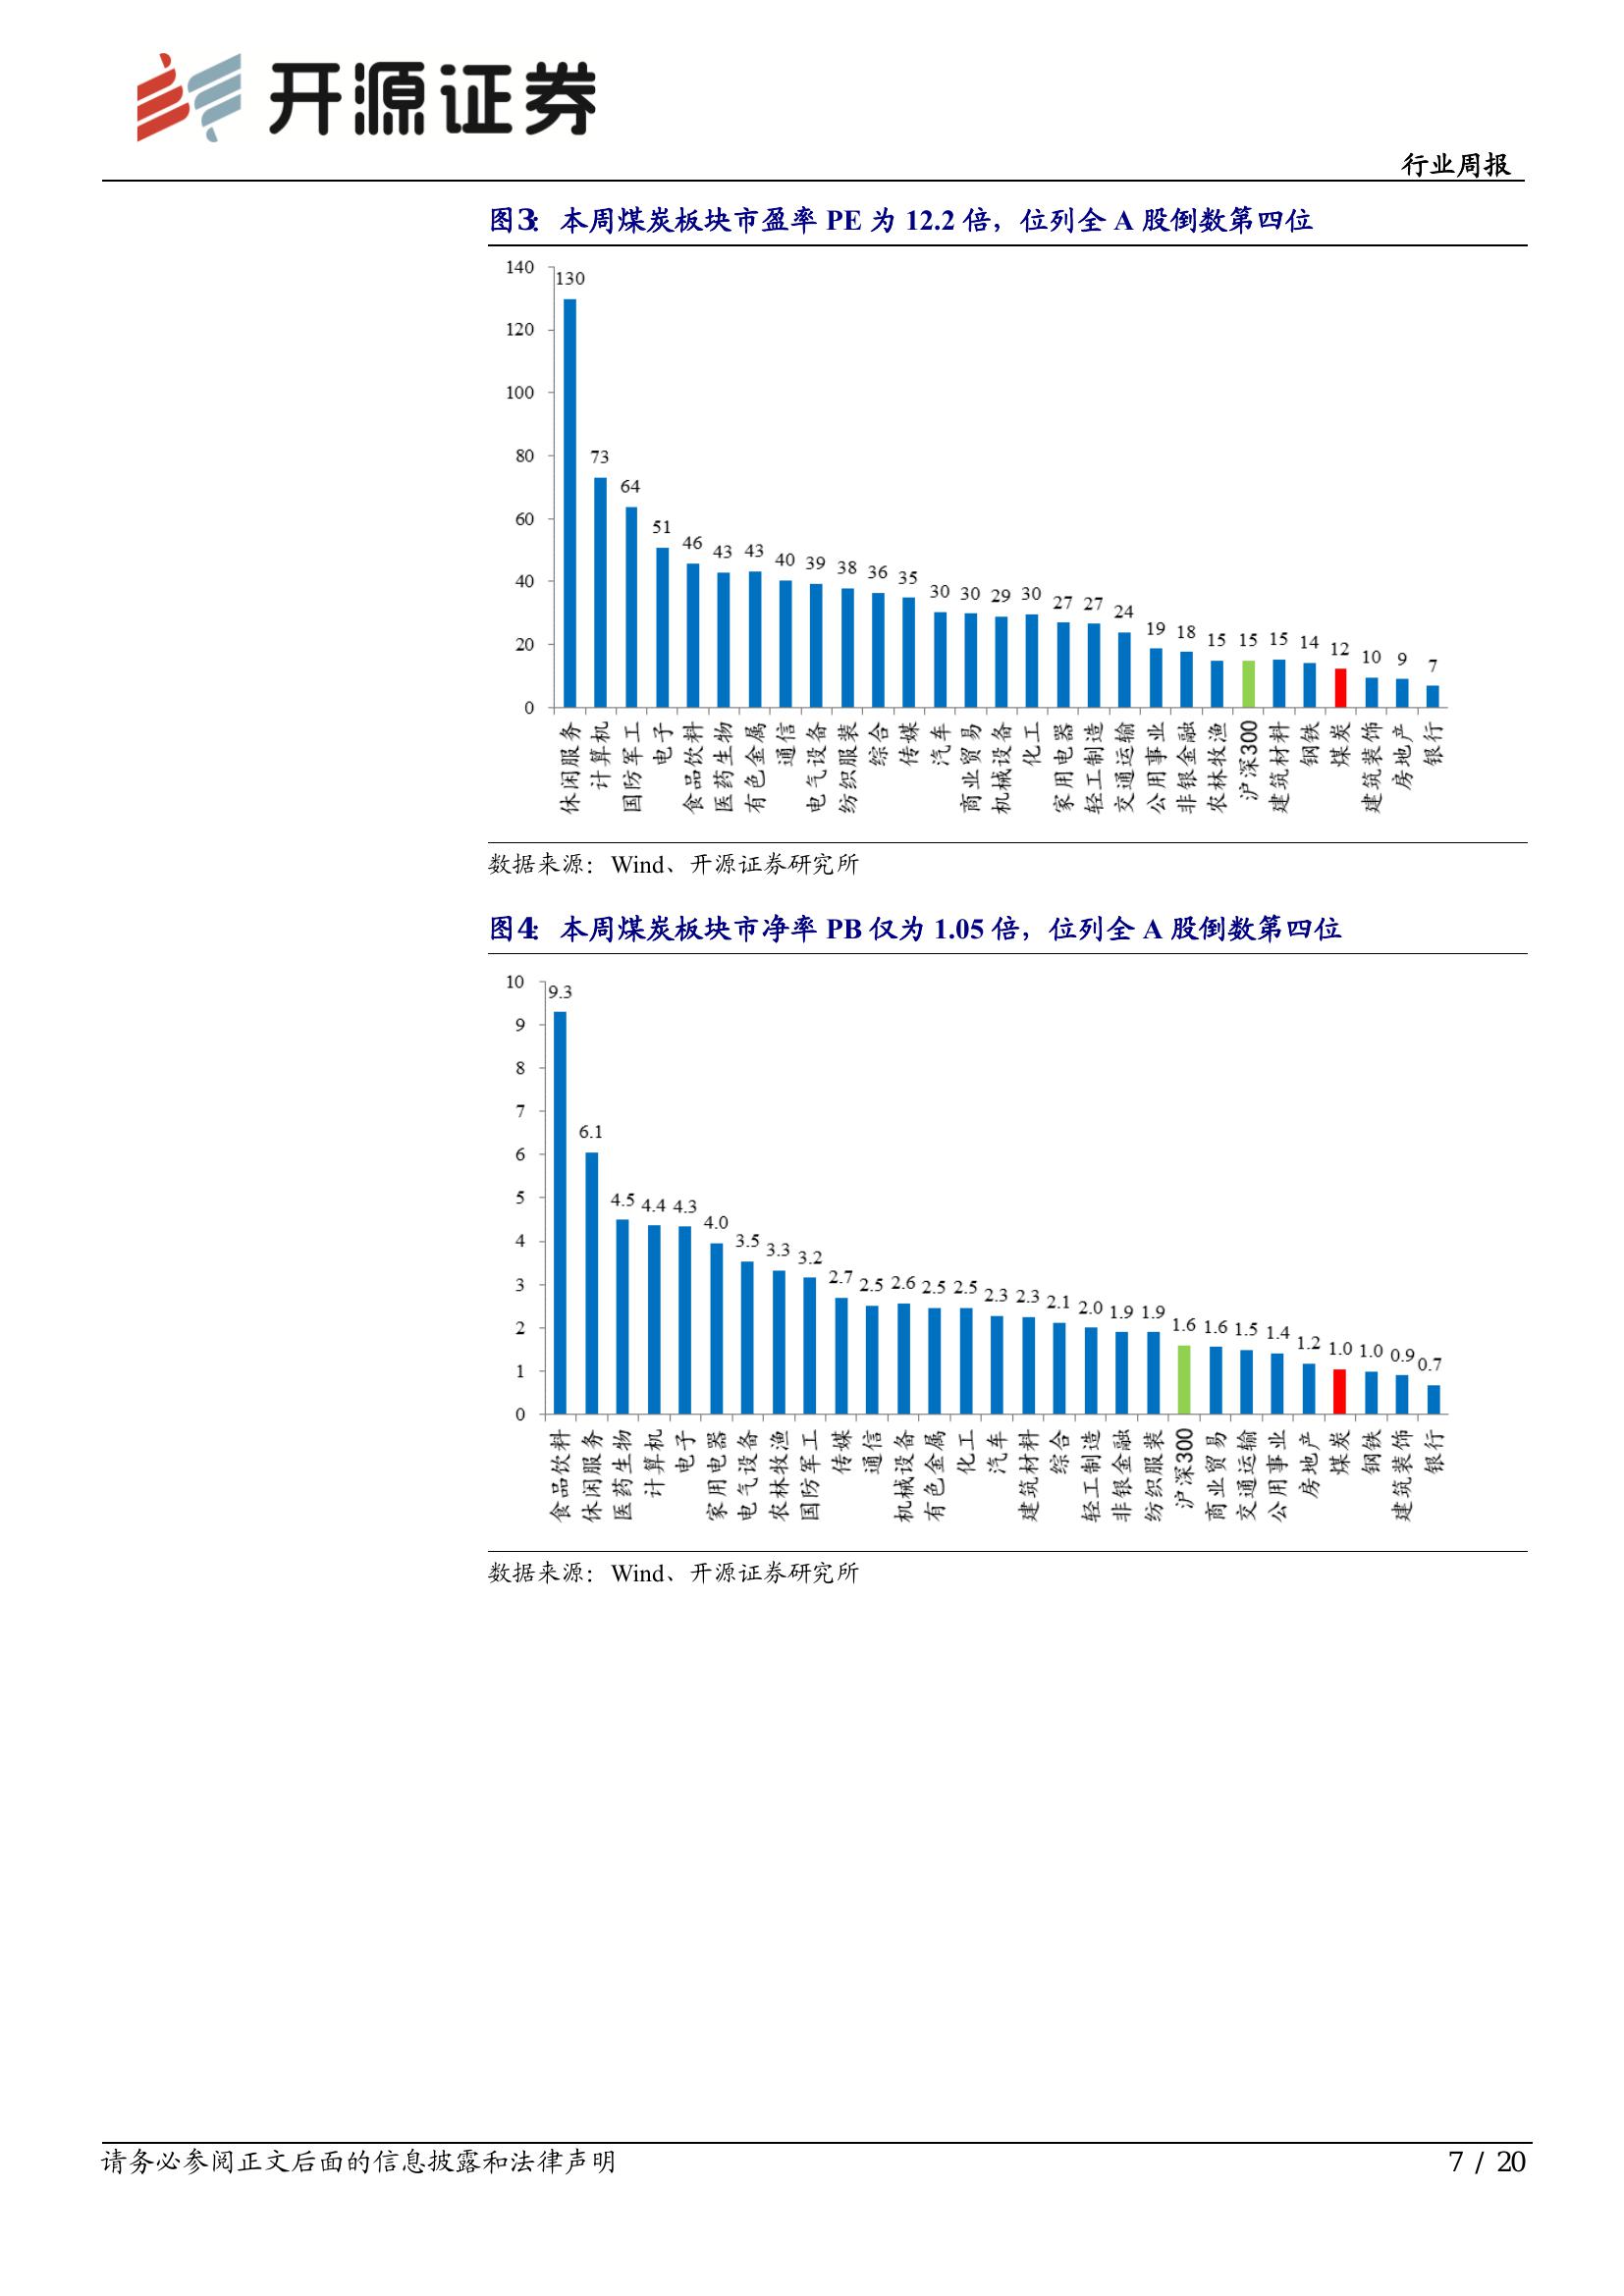 开源证券
行业周报
图3： 本周煤炭板块市盈率 PE 为 12.2 倍，位列全 A 股倒数第四位
140
120
100
80
60
40
20
0
130 73 64 51 46 43 43 40 39 38 36 35 30 30 29 30 27 27 24 19 18 15 15 15 14 12 10 9 7
休闲服务 计算机 国防军工 电子 食品饮料 医药生物 有色金属 通信 电气设备 纺织服装 综合 传媒 汽车 商业贸易 机械设备 化工 家用电器 轻工制造 交通运输 公用事业 非银金融 农林牧渔 沪深300 建筑材料 钢铁 煤炭 建筑装饰 房地产 银行
数据来源：Wind、开源证券研究所
图4： 本周煤炭板块市净率 PB 仅为 1.05 倍，位列全 A 股倒数第四位
10
9
8
7
6
5
4
3
2
1
0
9.3 6.1 4.5 4.4 4.3 4.0 3.5 3.3 3.2 2.7 2.5 2.6 2.5 2.5 2.3 2.3 2.1 2.0 1.9 1.9 1.6 1.6 1.5 1.4 1.2 1.0 1.0 0.9 0.7
食品饮料 休闲服务 医药生物 计算机 电子 家用电器 电气设备 农林牧渔 国防军工 传媒 通信 机械设备 有色金属 化工 汽车 建筑材料 综合 轻工制造 非银金融 纺织服装 沪深300 商业贸易 交通运输 公用事业 房地产 煤炭 钢铁 建筑装饰 银行
数据来源：Wind、开源证券研究所
请务必参阅正文后面的信息披露和法律声明
7 / 20